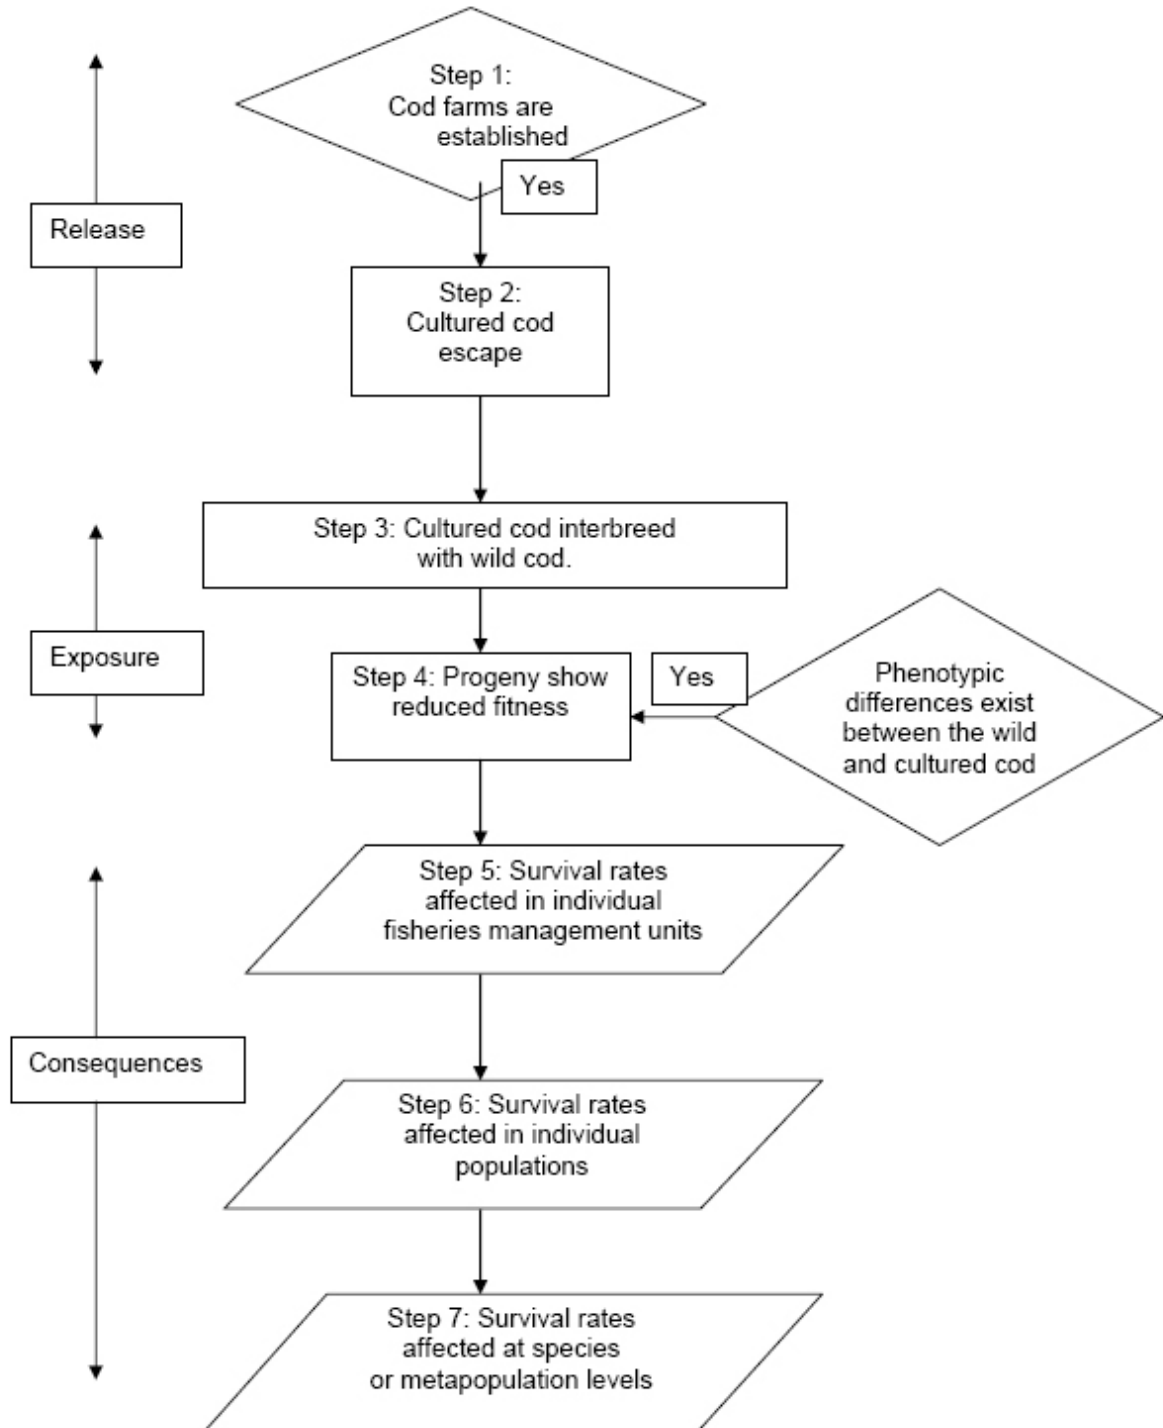 Step 1:
Cod farms are
established
Yes
Release
Step 2:
Cultured cod
escape
Step 3: Cultured cod interbreed
with wild cod.
Exposure
Step 4: Progeny show
reduced fitness
Yes
Phenotypic
differences exist
between the wild
and cultured cod
Step 5: Survival rates
affected in individual
fisheries management units
Consequences
Step 6: Survival rates
affected in individual
populations
Step 7: Survival rates
affected at species
or metapopulation levels